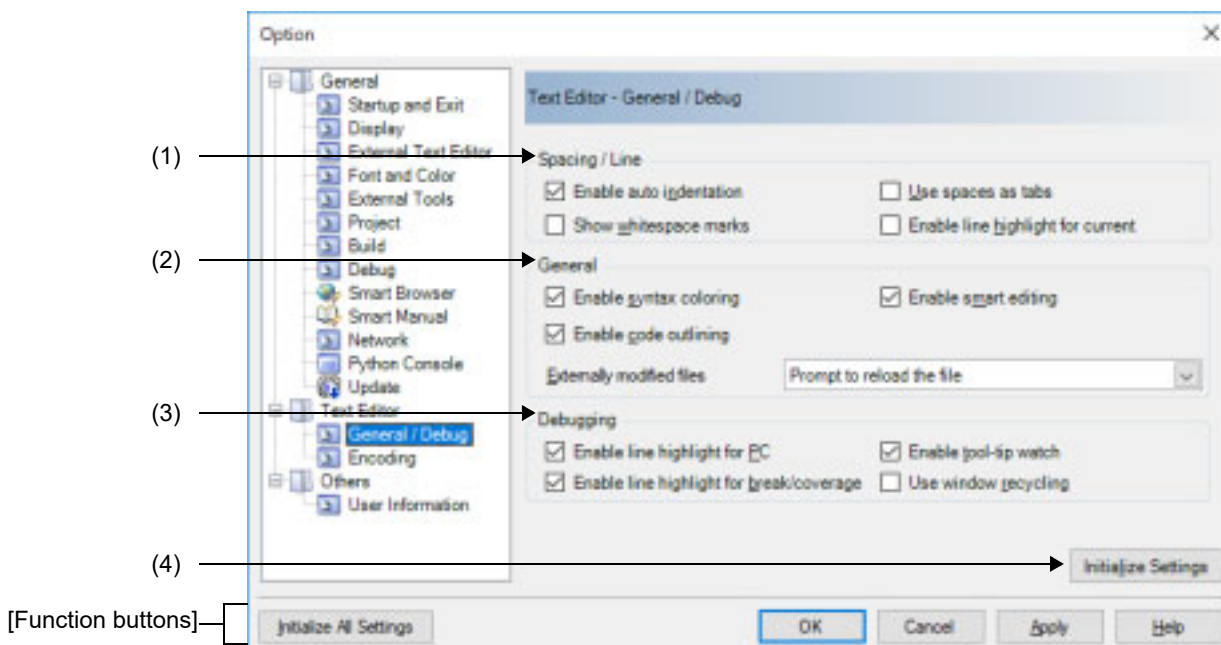 Option
General
Startup and Exit
Display
External Text Editor
Font and Color
External Tools
Project
Build
Debug
Smart Browser
Smart Manual
Network
Python Console
Update
Text Editor
General / Debug
Encoding
Others
User Information
Text Editor - General / Debug
(1)
Spacing / Line
Enable auto indentation
Use spaces as tabs
Show whitespace marks
Enable line highlight for current
(2)
General
Enable syntax coloring
Enable smart editing
Enable code outlining
Externally modified files
Prompt to reload the file
(3)
Debugging
Enable line highlight for PC
Enable tool-tip watch
Enable line highlight for break/coverage
Use window recycling
(4)
Initialize Settings
[Function buttons]
Initialize All Settings
OK
Cancel
Apply
Help